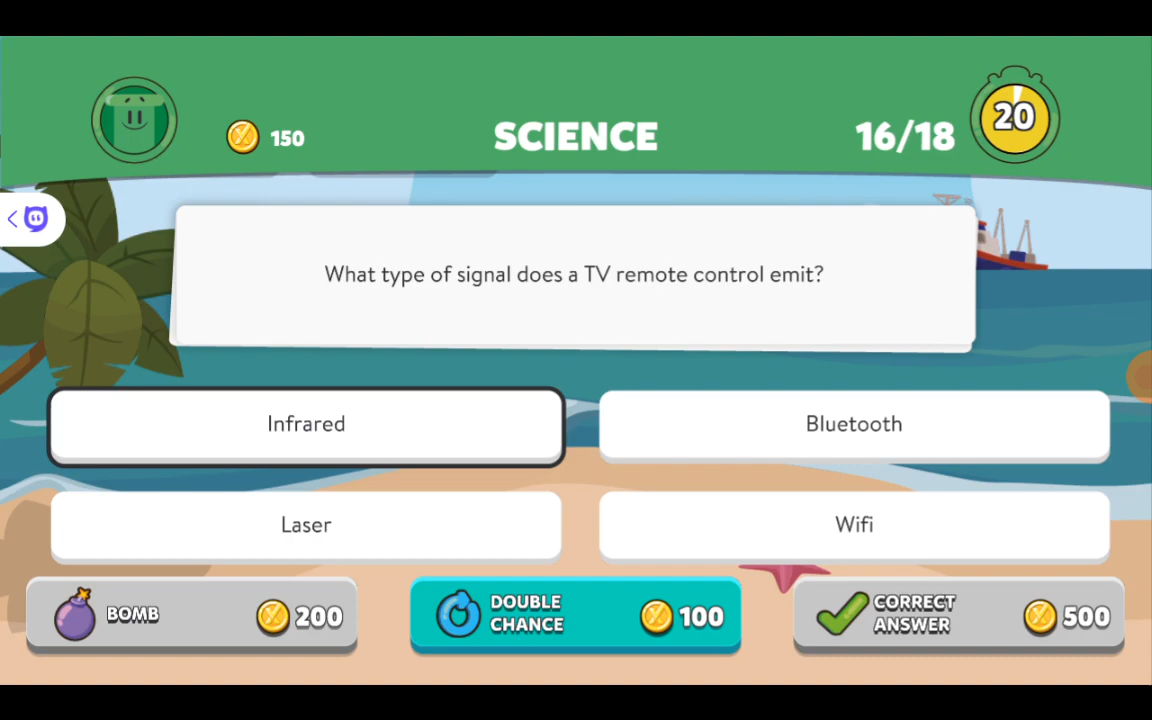 150
SCIENCE
16/18
20
What type of signal does a TV remote control emit?
Infrared
Bluetooth
Laser
Wifi
BOMB
200
DOUBLE
CHANCE
100
CORRECT
ANSWER
500